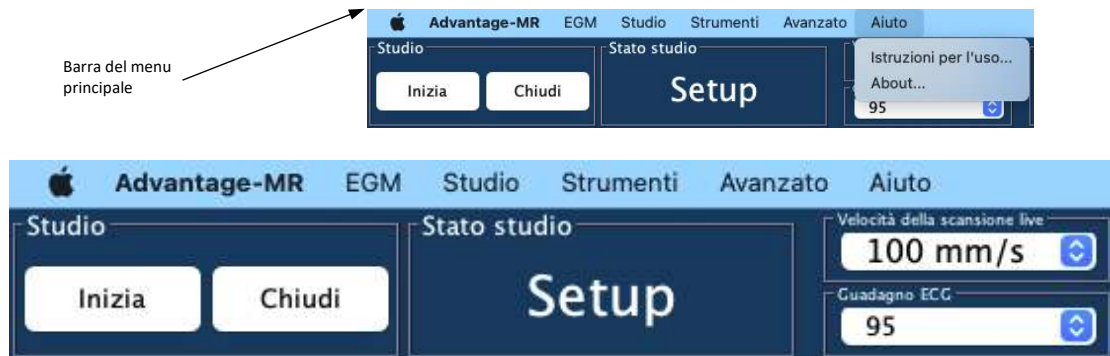 Barra del menu
principale
Advantage-MR EGM Studio Strumenti Avanzato Aiuto
Studio
Inizia Chiudi
Stato studio
Setup
Istruzioni per l'uso...
About...
95
Advantage-MR EGM Studio Strumenti Avanzato Aiuto
Studio
Inizia Chiudi
Stato studio
Setup
Velocità della scansione live
100 mm/s
Guadagno ECG
95